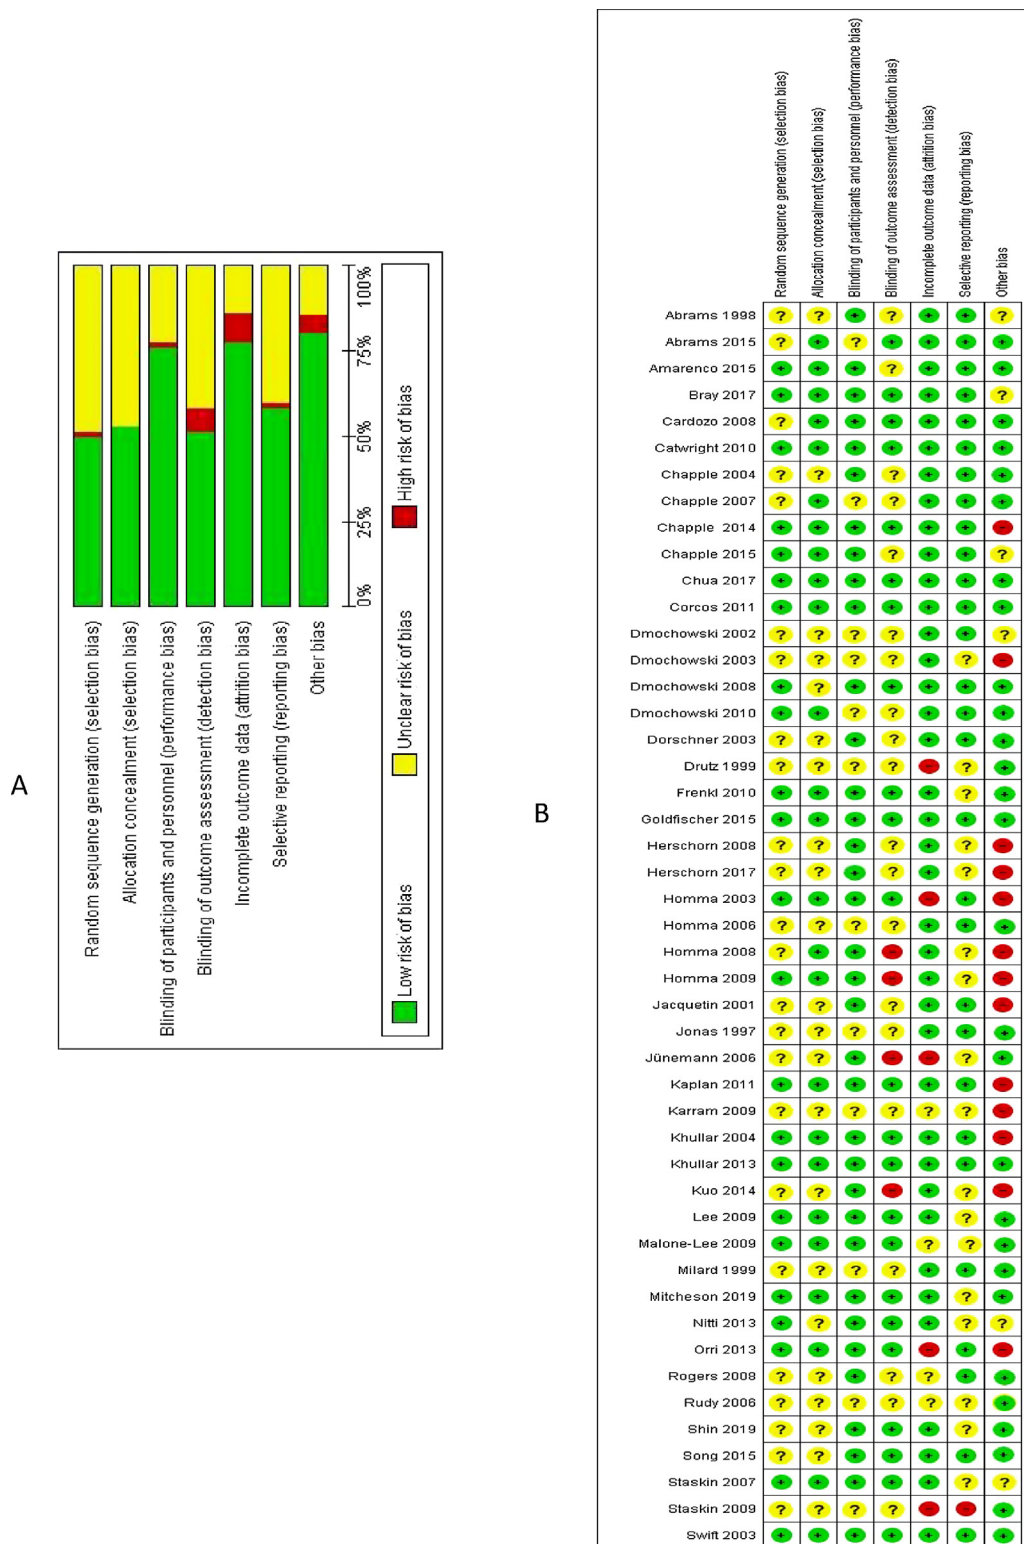 A
Random sequence generation (selection bias)
Allocation concealment (selection bias)
Blinding of participants and personnel (performance bias)
Blinding of outcome assessment (detection bias)
Incomplete outcome data (attrition bias)
Selective reporting (reporting bias)
Other bias
0% 25% 50% 75% 100%
Low risk of bias Unclear risk of bias High risk of bias
B
Random sequence generation (selection bias)
Allocation concealment (selection bias)
Blinding of participants and personnel (performance bias)
Blinding of outcome assessment (detection bias)
Incomplete outcome data (attrition bias)
Selective reporting (reporting bias)
Other bias
Abrams 1998 ? ? + ? + + ?
Abrams 2015 ? + ? + + + +
Amarenco 2015 + + + ? + + +
Bray 2017 + + + + + + ?
Cardozo 2008 ? + + + + + +
Catwright 2010 + + + + + + +
Chapple 2004 ? ? + ? + + +
Chapple 2007 ? + ? ? + + +
Chapple 2014 + + + + + + -
Chapple 2015 + + + ? + + ?
Chua 2017 + + + + + + +
Corcos 2011 + + + + + + +
Dmochowski 2002 ? ? ? ? + + ?
Dmochowski 2003 ? ? ? ? + ? -
Dmochowski 2008 + ? + + + + +
Dmochowski 2010 + + ? ? + + +
Dorschner 2003 ? ? + ? + + +
Drutz 1999 ? ? ? ? - ? +
Frenkl 2010 + + + + + ? +
Goldfischer 2015 + + + + + + +
Herschorn 2008 ? ? + ? + ? -
Herschorn 2017 ? ? + ? + ? -
Homma 2003 + + + + - + -
Homma 2006 ? ? ? ? + + +
Homma 2008 ? + + - + ? -
Homma 2009 + + + - + ? -
Jacquetin 2001 ? ? + ? + + -
Jonas 1997 ? ? ? ? + + +
Jünemann 2006 ? ? + - - ? +
Kaplan 2011 + + + + + + -
Karram 2009 ? ? ? ? ? ? -
Khullar 2004 + + + + + + -
Khullar 2013 + + + + + + +
Kuo 2014 ? ? + - + ? -
Lee 2009 + + + + + ? +
Malone-Lee 2009 + + + + ? ? +
Milard 1999 ? ? ? ? + + +
Mitcheson 2019 + + + + + ? +
Nitti 2013 + ? + + + ? ?
Orri 2013 + + + + - + -
Rogers 2008 ? ? + ? ? + +
Rudy 2006 ? ? ? ? ? ? +
Shin 2019 ? ? + + + ? +
Song 2015 ? ? + + + + +
Staskin 2007 + + + + + ? ?
Staskin 2009 ? ? ? ? - - +
Swift 2003 + + + + + + +